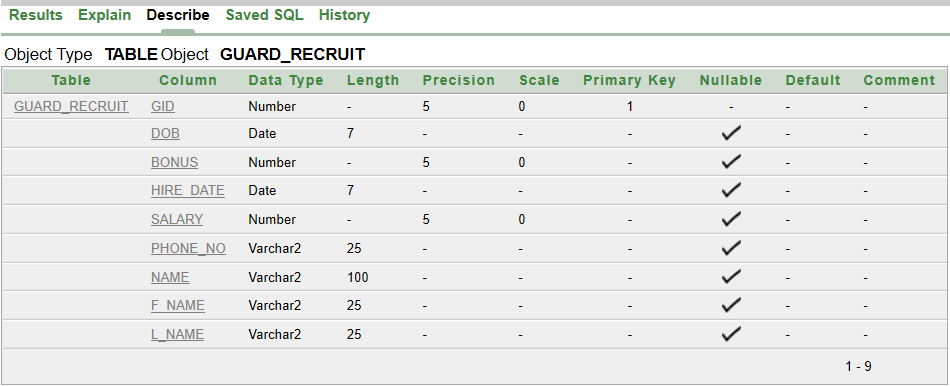 Results Explain Describe Saved SQL History
Object Type TABLE Object GUARD_RECRUIT
Table Column Data Type Length Precision Scale Primary Key Nullable Default Comment
GUARD_RECRUIT GID Number - 5 0 1 - - -
DOB Date 7 - - - ✓ - -
BONUS Number - 5 0 - ✓ - -
HIRE_DATE Date 7 - - - ✓ - -
SALARY Number - 5 0 - ✓ - -
PHONE_NO Varchar2 25 - - - ✓ - -
NAME Varchar2 100 - - - ✓ - -
F_NAME Varchar2 25 - - - ✓ - -
L_NAME Varchar2 25 - - - ✓ - -
1 - 9